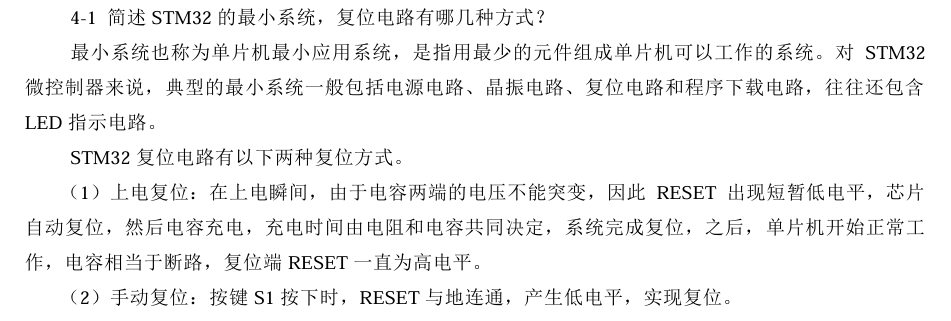 4-1 简述 STM32 的最小系统，复位电路有哪几种方式？
最小系统也称为单片机最小应用系统，是指用最少的元件组成单片机可以工作的系统。对 STM32
微控制器来说，典型的最小系统一般包括电源电路、晶振电路、复位电路和程序下载电路，往往还包含
LED 指示电路。
STM32 复位电路有以下两种复位方式。
（1）上电复位：在上电瞬间，由于电容两端的电压不能突变，因此 RESET 出现短暂低电平，芯片
自动复位，然后电容充电，充电时间由电阻和电容共同决定，系统完成复位，之后，单片机开始正常工
作，电容相当于断路，复位端 RESET 一直为高电平。
（2）手动复位：按键 S1 按下时，RESET 与地连通，产生低电平，实现复位。